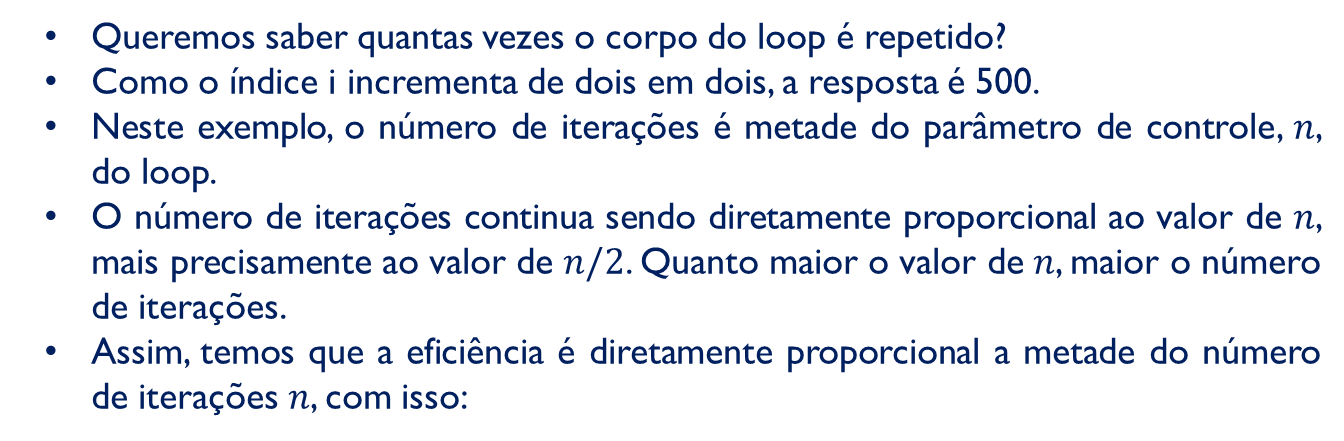 • Queremos saber quantas vezes o corpo do loop é repetido?
• Como o índice i incrementa de dois em dois, a resposta é 500.
• Neste exemplo, o número de iterações é metade do parâmetro de controle, n,
do loop.
• O número de iterações continua sendo diretamente proporcional ao valor de n,
mais precisamente ao valor de n/2. Quanto maior o valor de n, maior o número
de iterações.
• Assim, temos que a eficiência é diretamente proporcional a metade do número
de iterações n, com isso: